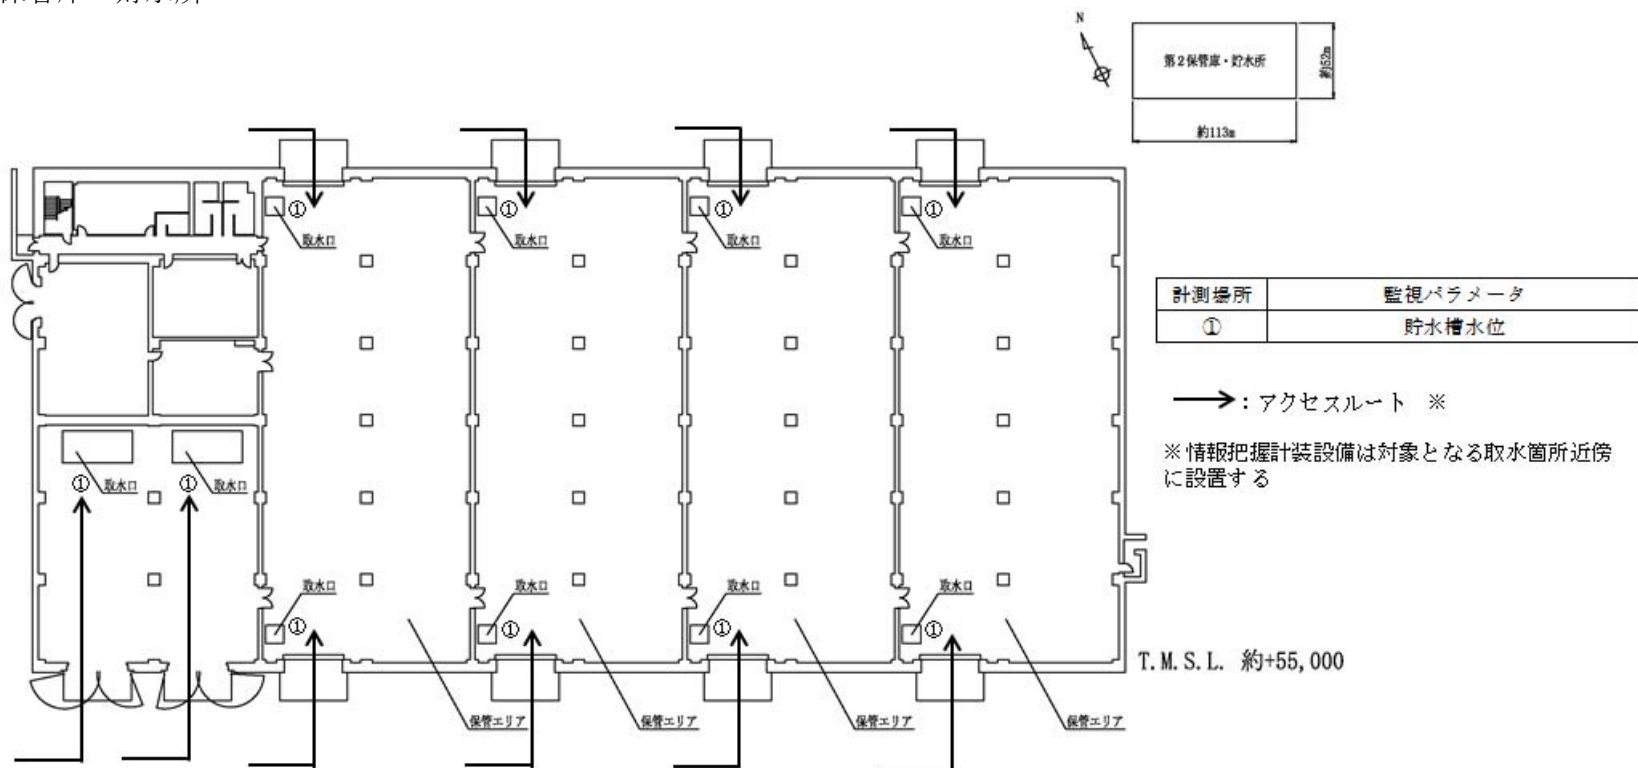 N
第2保管庫・貯水所
約52m
約113m
① ① ① ①
取水口 取水口 取水口 取水口
計測場所 監視パラメータ
① 貯水槽水位
：アクセスルート ※
※情報把握計装設備は対象となる取水箇所近傍
に設置する
① 取水口 ① 取水口
取水口 取水口 取水口 取水口
① ① ① ①
T.M.S.L. 約+55,000
保管エリア 保管エリア 保管エリア 保管エリア